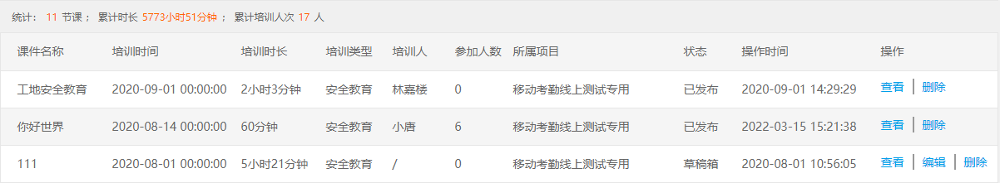 统计： 11 节课 ； 累计时长 5773小时51分钟 ； 累计培训人次 17 人
课件名称 培训时间 培训时长 培训类型 培训人 参加人数 所属项目 状态 操作时间 操作
工地安全教育 2020-09-01 00:00:00 2小时3分钟 安全教育 林嘉楼 0 移动考勤线上测试专用 已发布 2020-09-01 14:29:29 查看 | 删除
你好世界 2020-08-14 00:00:00 60分钟 安全教育 小唐 6 移动考勤线上测试专用 已发布 2022-03-15 15:21:38 查看 | 删除
111 2020-08-01 00:00:00 5小时21分钟 安全教育 / 0 移动考勤线上测试专用 草稿箱 2020-08-01 10:56:05 查看 | 编辑 | 删除